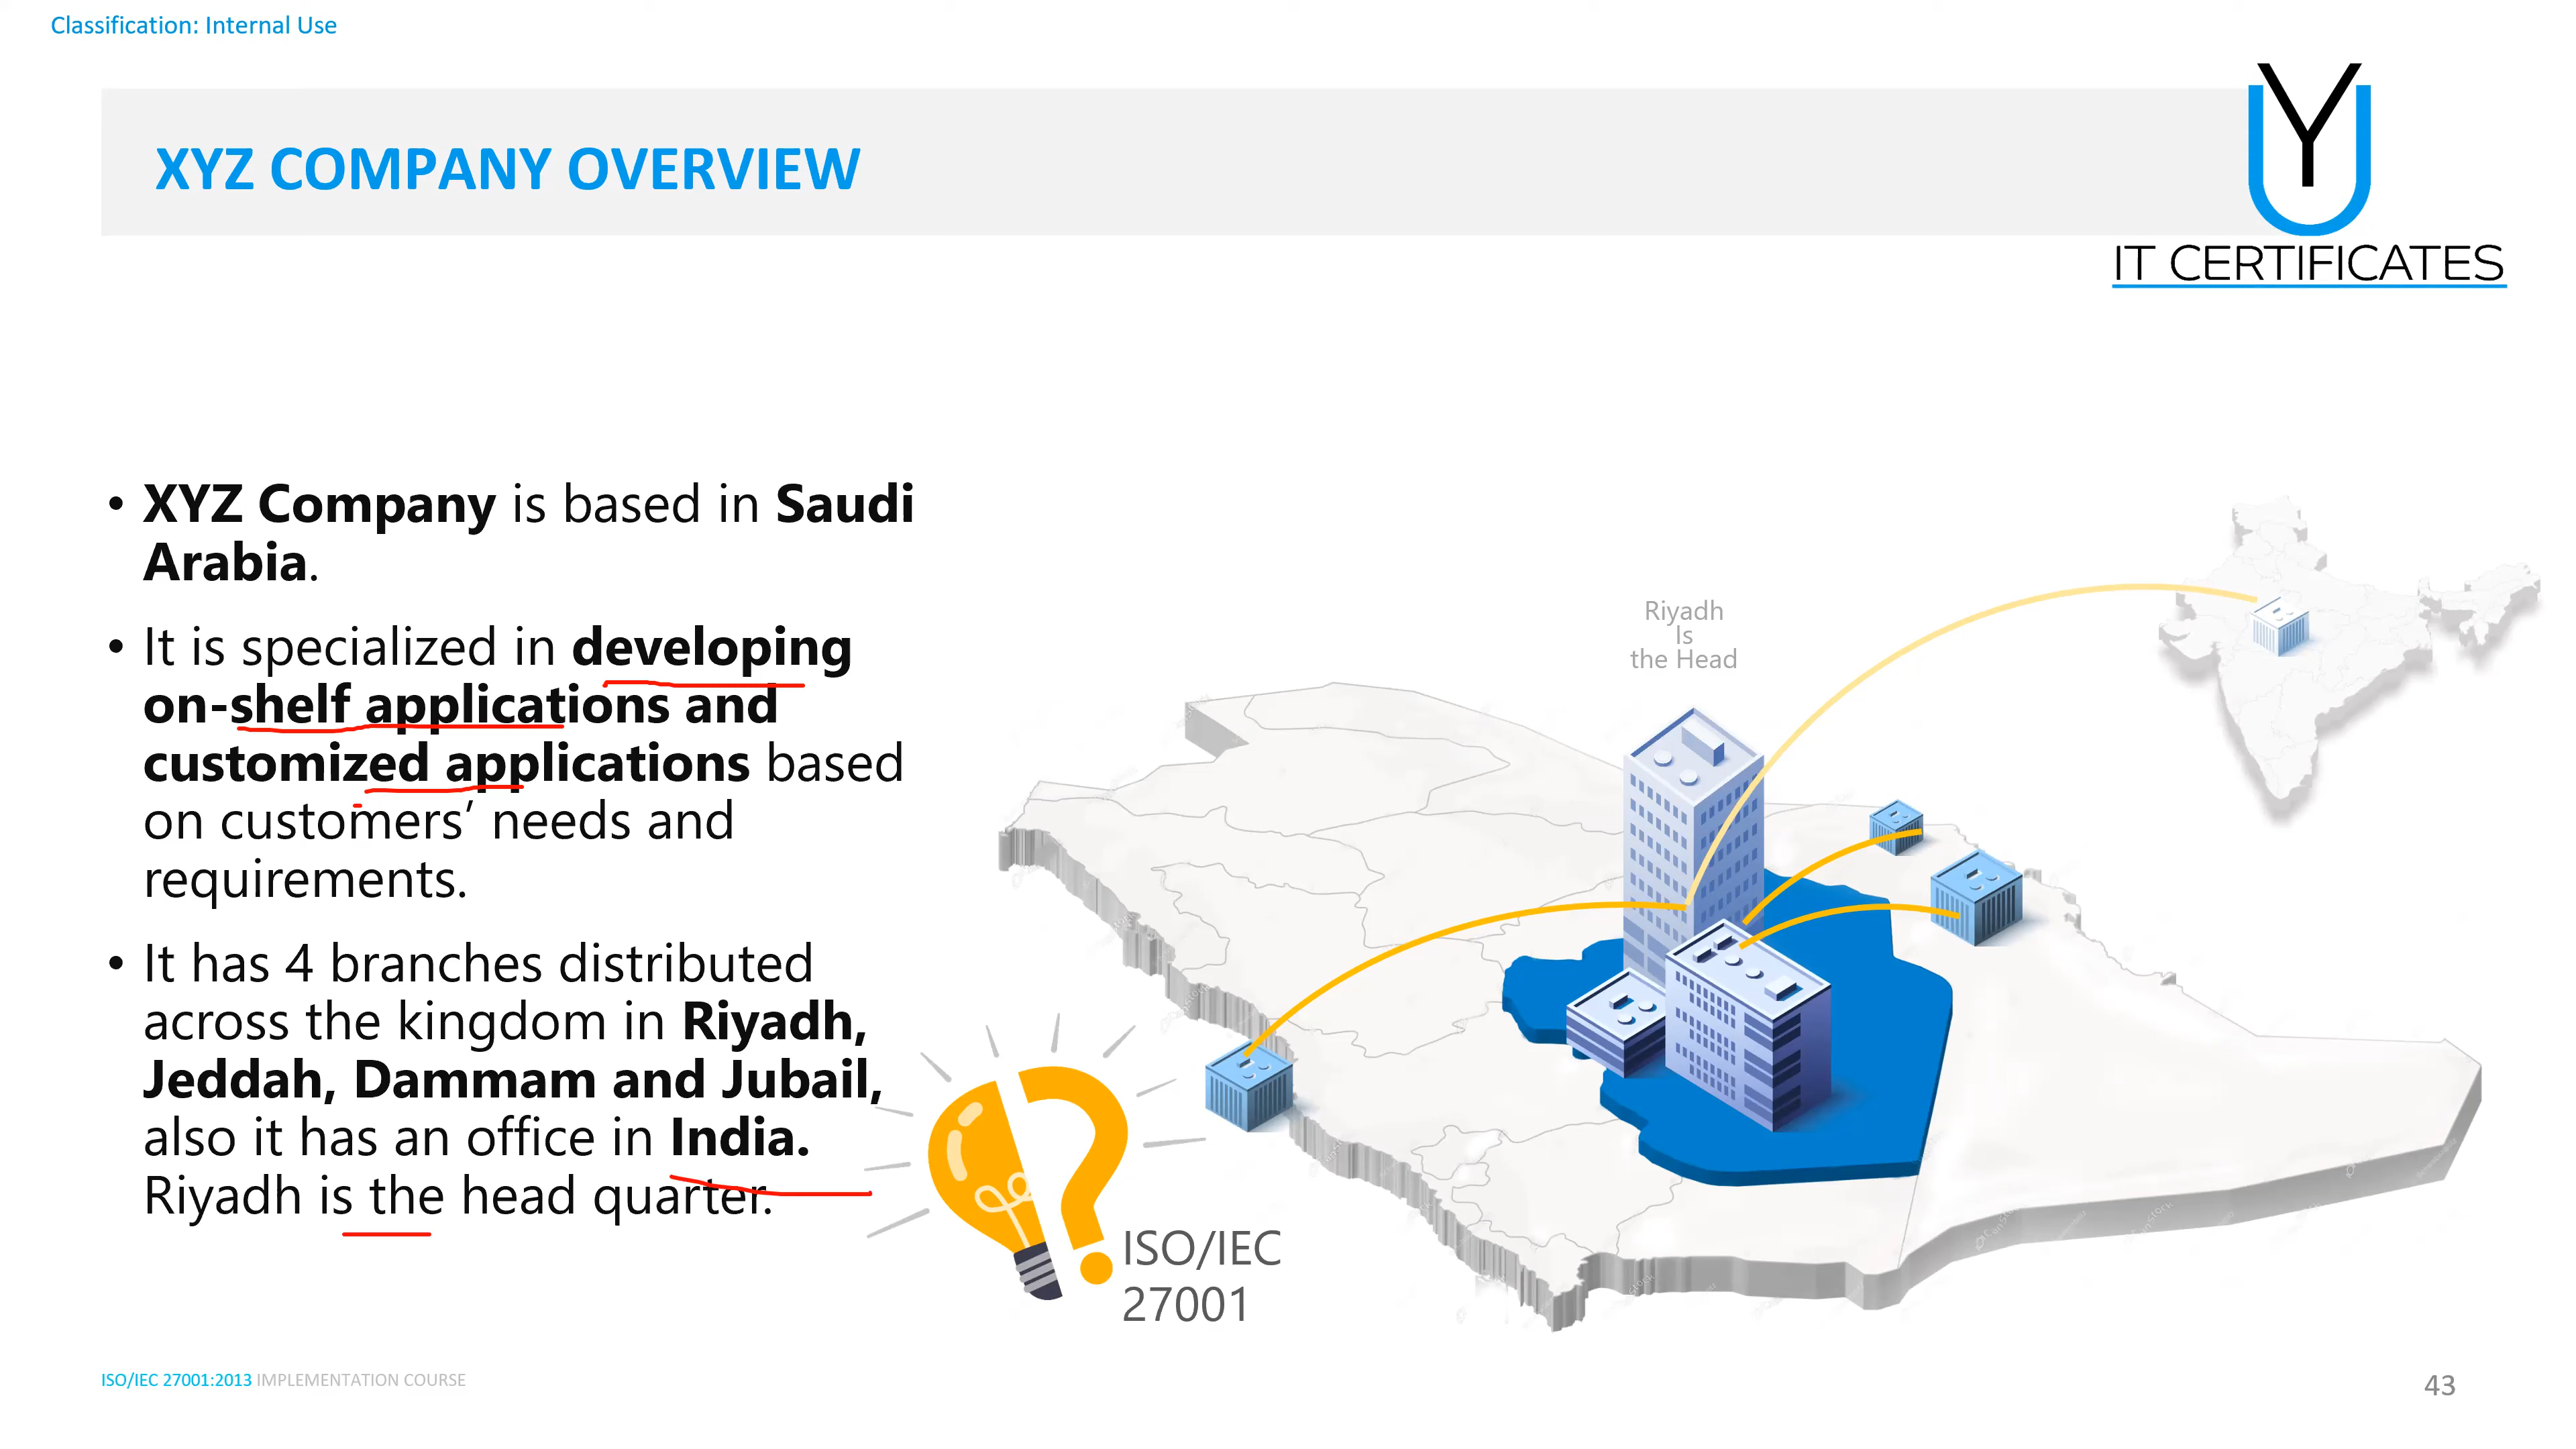 Classification: Internal Use
XYZ COMPANY OVERVIEW
YU
IT CERTIFICATES
• XYZ Company is based in Saudi
Arabia.
• It is specialized in developing
on-shelf applications and
customized applications based
on customers’ needs and
requirements.
• It has 4 branches distributed
across the kingdom in Riyadh,
Jeddah, Dammam and Jubail,
also it has an office in India.
Riyadh is the head quarter.
Riyadh
Is
the Head
ISO/IEC
27001
ISO/IEC 27001:2013 IMPLEMENTATION COURSE
43